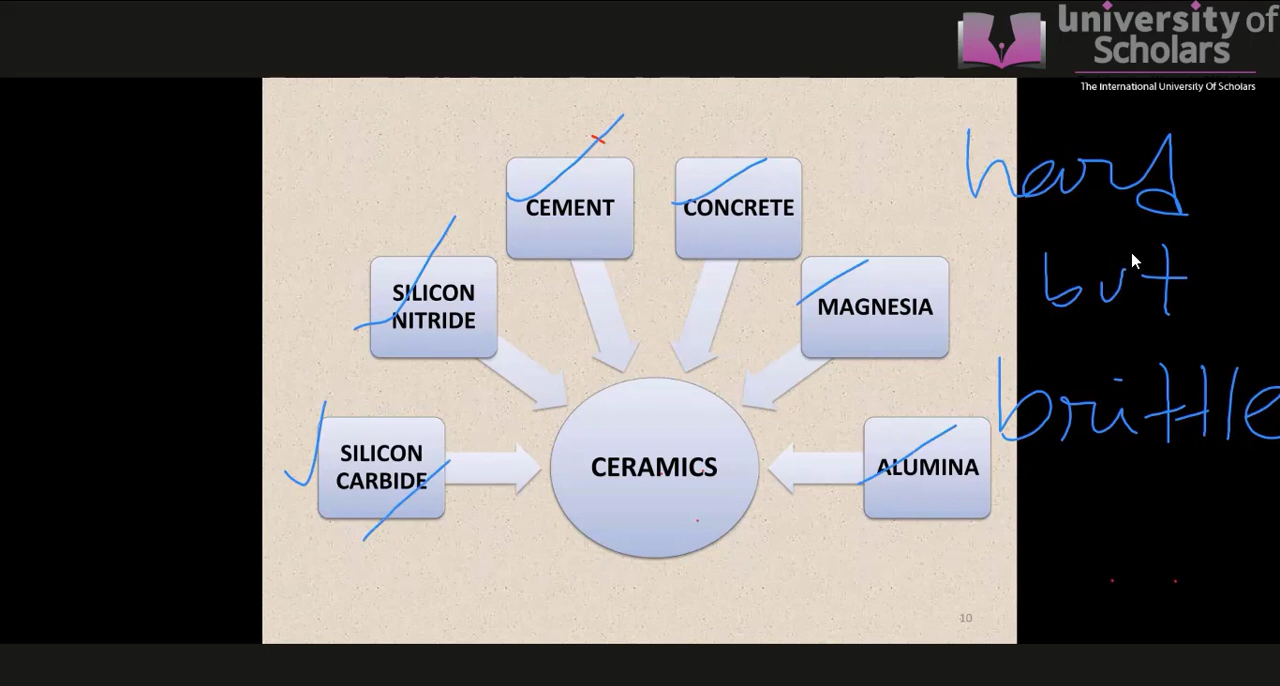 university of
Scholars
The International University Of Scholars
CEMENT
CONCRETE
SILICON
NITRIDE
MAGNESIA
SILICON
CARBIDE
CERAMICS
ALUMINA
10
hard
but
brittle